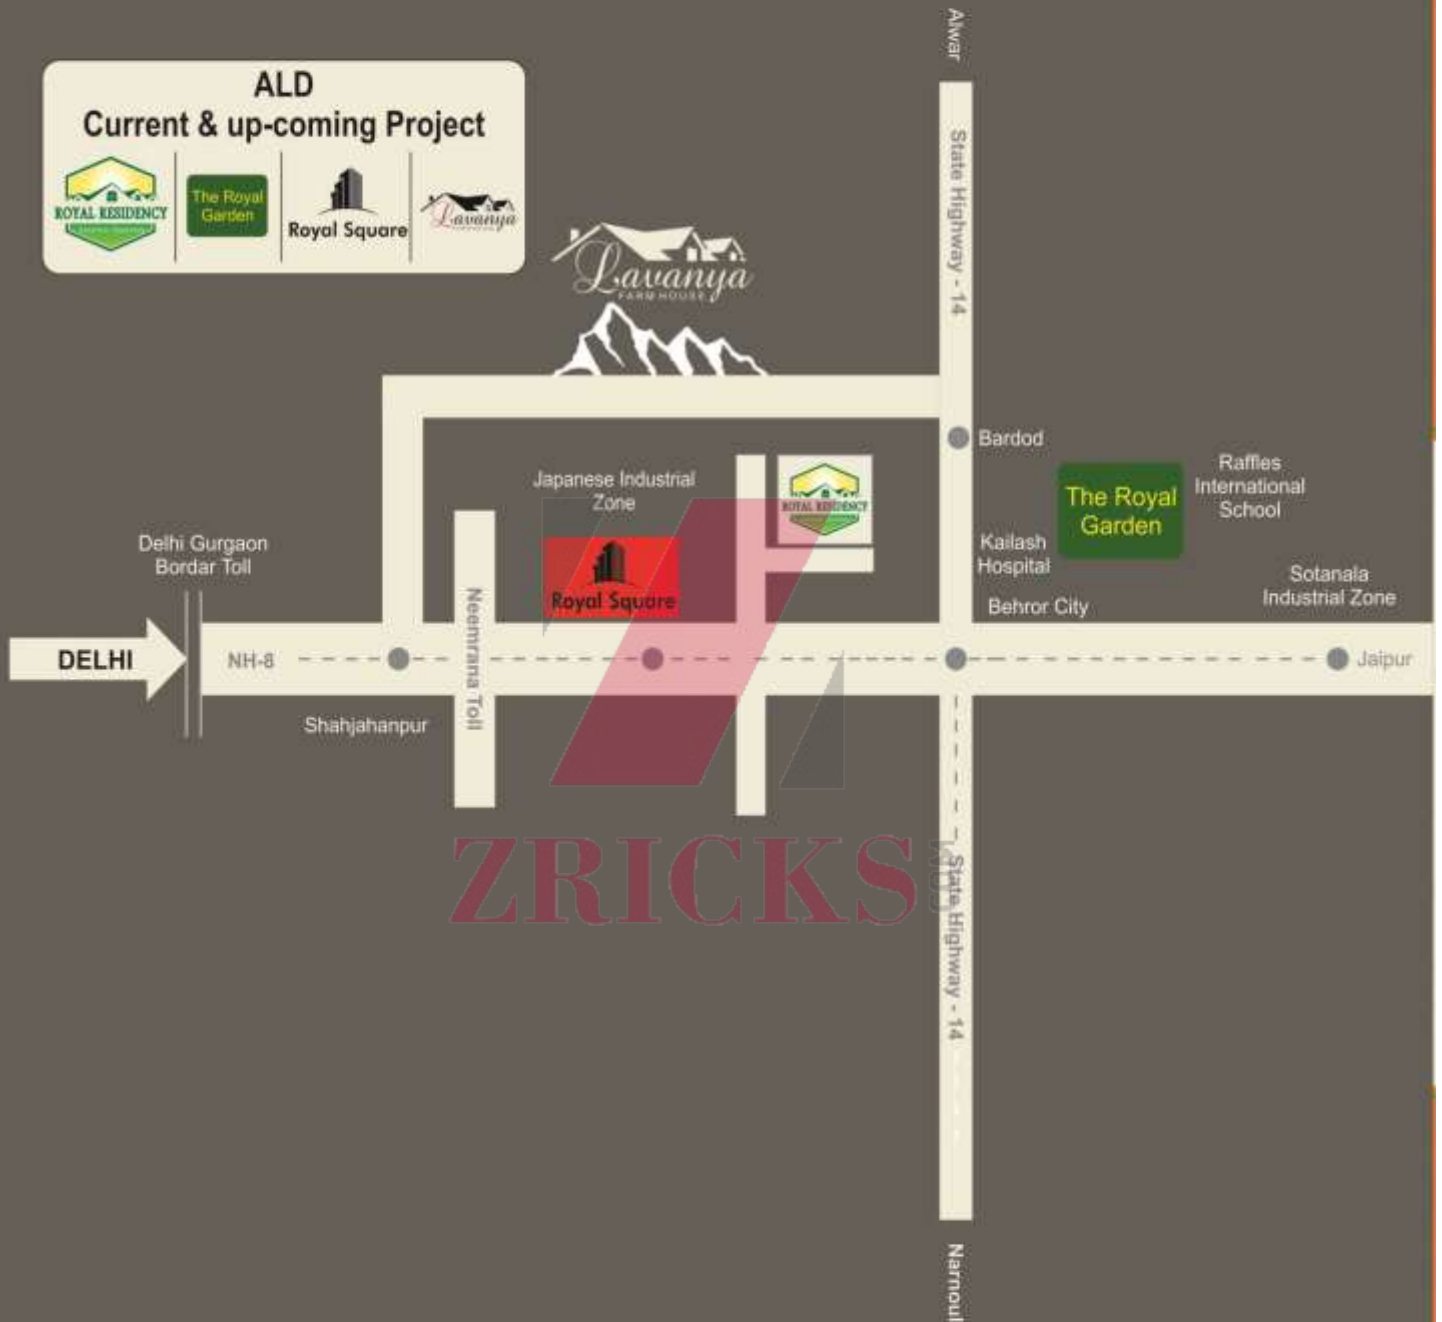 Alwar
ALD
Current & up-coming Project
ROYAL RESIDENCY
The Royal
Garden
Royal Square
Lavanya
State Highway - 14
Lavanya
FARM HOUSE
Bardod
Japanese Industrial
Zone
ROYAL RESIDENCY
The Royal
Garden
Raffles
International
School
Delhi Gurgaon
Bordar Toll
Kailash
Hospital
Sotanala
Industrial Zone
Royal Square
Behror City
DELHI
NH-8
Neemrana Toll
Jaipur
Shahjahanpur
ZRICKS
.COM
State Highway - 14
Narnoul